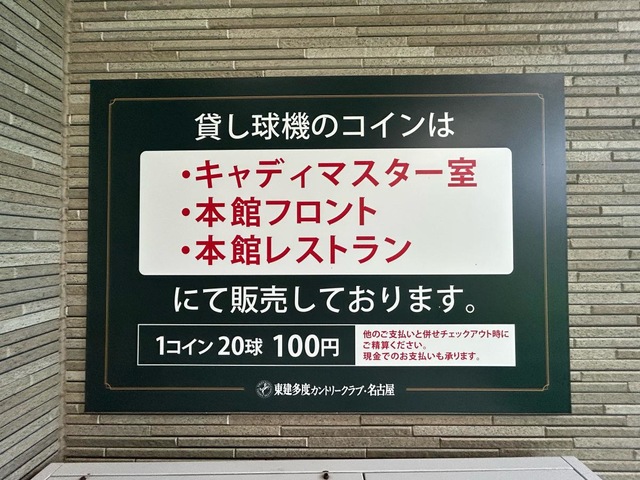 貸し球機のコインは
・キャディマスター室
・本館フロント
・本館レストラン
にて販売しております。
1コイン 20球 100円
他のご支払いと併せチェックアウト時に
ご精算ください。
現金でのお支払いも承ります。
東建多度カントリークラブ・名古屋